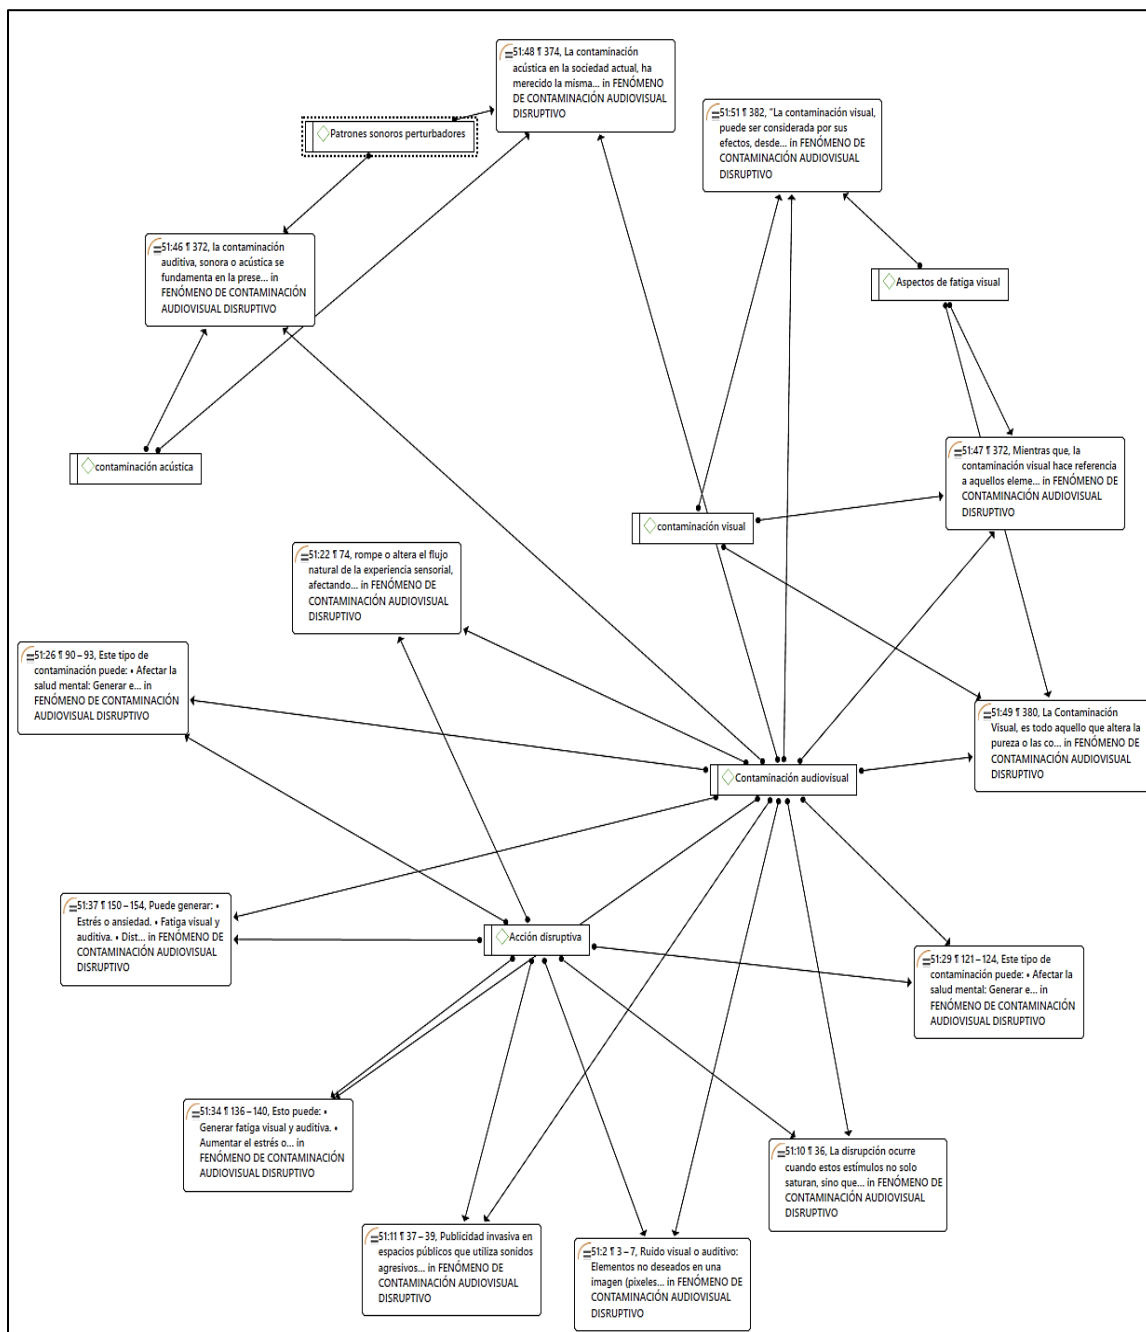 51:48 ¶ 374, La contaminación
acústica en la sociedad actual, ha
merecido la misma... in FENÓMENO
DE CONTAMINACIÓN AUDIOVISUAL
DISRUPTIVO
51:51 ¶ 382, "La contaminación visual,
puede ser considerada por sus
efectos, desde... in FENÓMENO DE
CONTAMINACIÓN AUDIOVISUAL
DISRUPTIVO
Patrones sonoros perturbadores
51:46 ¶ 372, la contaminación
auditiva, sonora o acústica se
fundamenta en la prese... in
FENÓMENO DE CONTAMINACIÓN
AUDIOVISUAL DISRUPTIVO
Aspectos de fatiga visual
contaminación acústica
51:47 ¶ 372, Mientras que, la
contaminación visual hace referencia
a aquellos eleme... in FENÓMENO DE
CONTAMINACIÓN AUDIOVISUAL
DISRUPTIVO
contaminación visual
51:22 ¶ 74, rompe o altera el flujo
natural de la experiencia sensorial,
afectando... in FENÓMENO DE
CONTAMINACIÓN AUDIOVISUAL
DISRUPTIVO
51:26 ¶ 90 – 93, Este tipo de
contaminación puede: • Afectar la
salud mental: Generar e... in
FENÓMENO DE CONTAMINACIÓN
AUDIOVISUAL DISRUPTIVO
51:49 ¶ 380, La Contaminación
Visual, es todo aquello que altera la
pureza o las co... in FENÓMENO DE
CONTAMINACIÓN AUDIOVISUAL
DISRUPTIVO
Contaminación audiovisual
51:37 ¶ 150 – 154, Puede generar: •
Estrés o ansiedad. • Fatiga visual y
auditiva. • Dist... in FENÓMENO DE
CONTAMINACIÓN AUDIOVISUAL
DISRUPTIVO
Acción disruptiva
51:29 ¶ 121 – 124, Este tipo de
contaminación puede: • Afectar la
salud mental: Generar e... in
FENÓMENO DE CONTAMINACIÓN
AUDIOVISUAL DISRUPTIVO
51:34 ¶ 136 – 140, Esto puede: •
Generar fatiga visual y auditiva. •
Aumentar el estrés o... in
FENÓMENO DE CONTAMINACIÓN
AUDIOVISUAL DISRUPTIVO
51:10 ¶ 36, La disrupción ocurre
cuando estos estímulos no solo
saturan, sino que... in FENÓMENO
DE CONTAMINACIÓN AUDIOVISUAL
DISRUPTIVO
51:11 ¶ 37 – 39, Publicidad invasiva en
espacios públicos que utiliza sonidos
agresivos... in FENÓMENO DE
CONTAMINACIÓN AUDIOVISUAL
DISRUPTIVO
51:2 ¶ 3 – 7, Ruido visual o auditivo:
Elementos no deseados en una
imagen (pixeles... in FENÓMENO DE
CONTAMINACIÓN AUDIOVISUAL
DISRUPTIVO